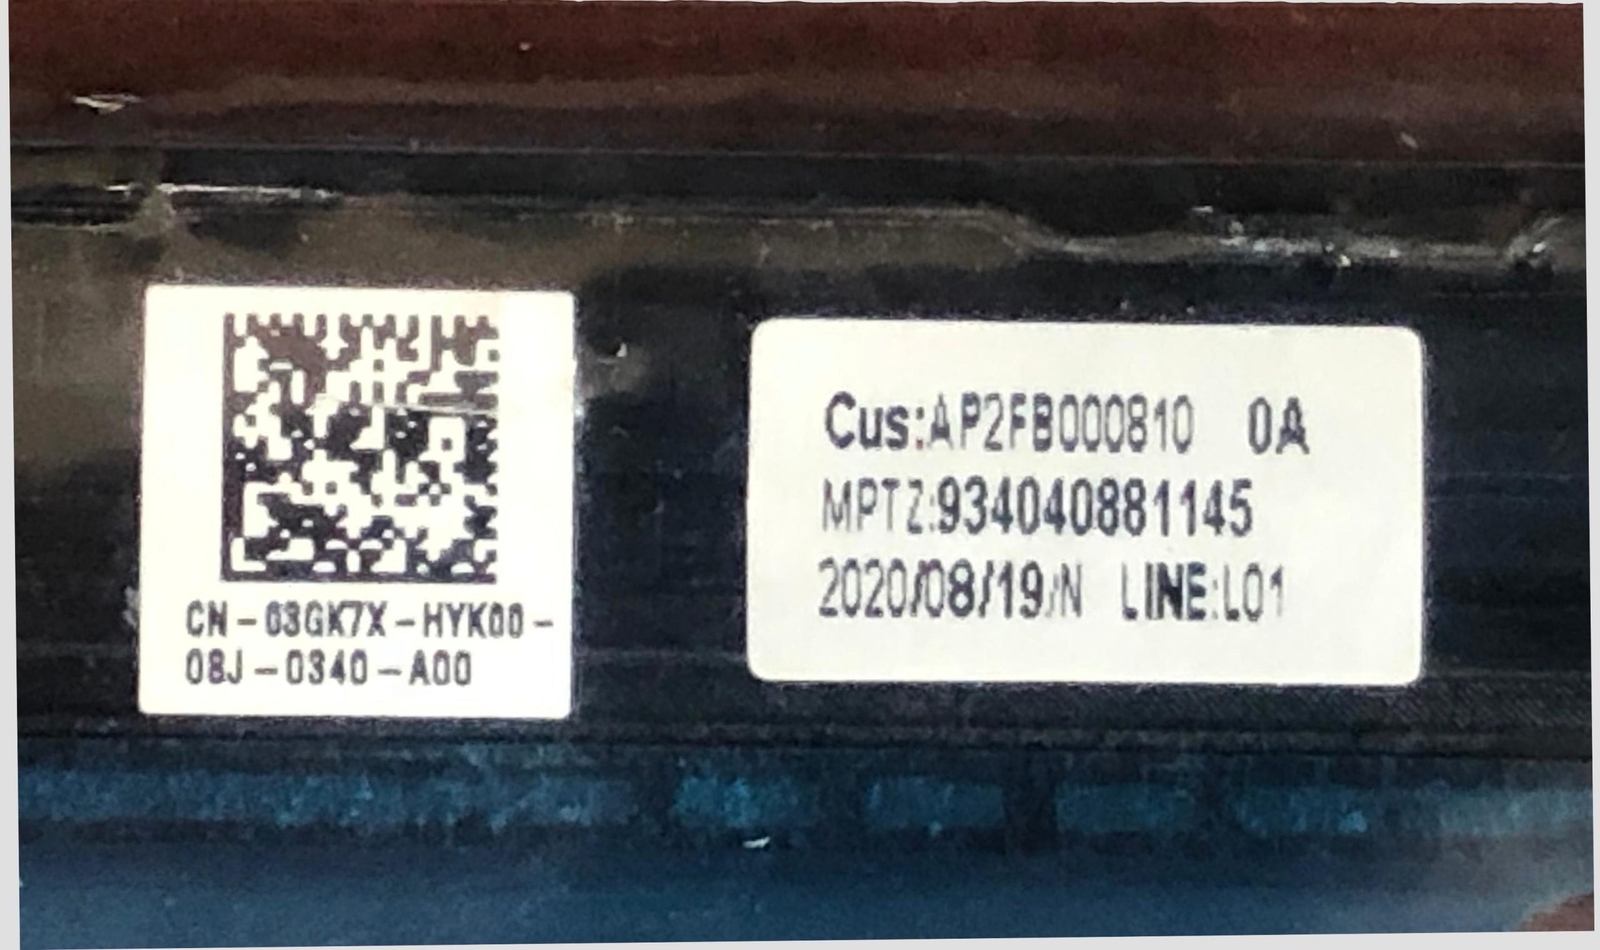 CN-03GK7X-HYK00-
08J-0340-A00
Cus:AP2FB000810 0A
MPTZ:934040881145
2020/08/19/N LINE:L01